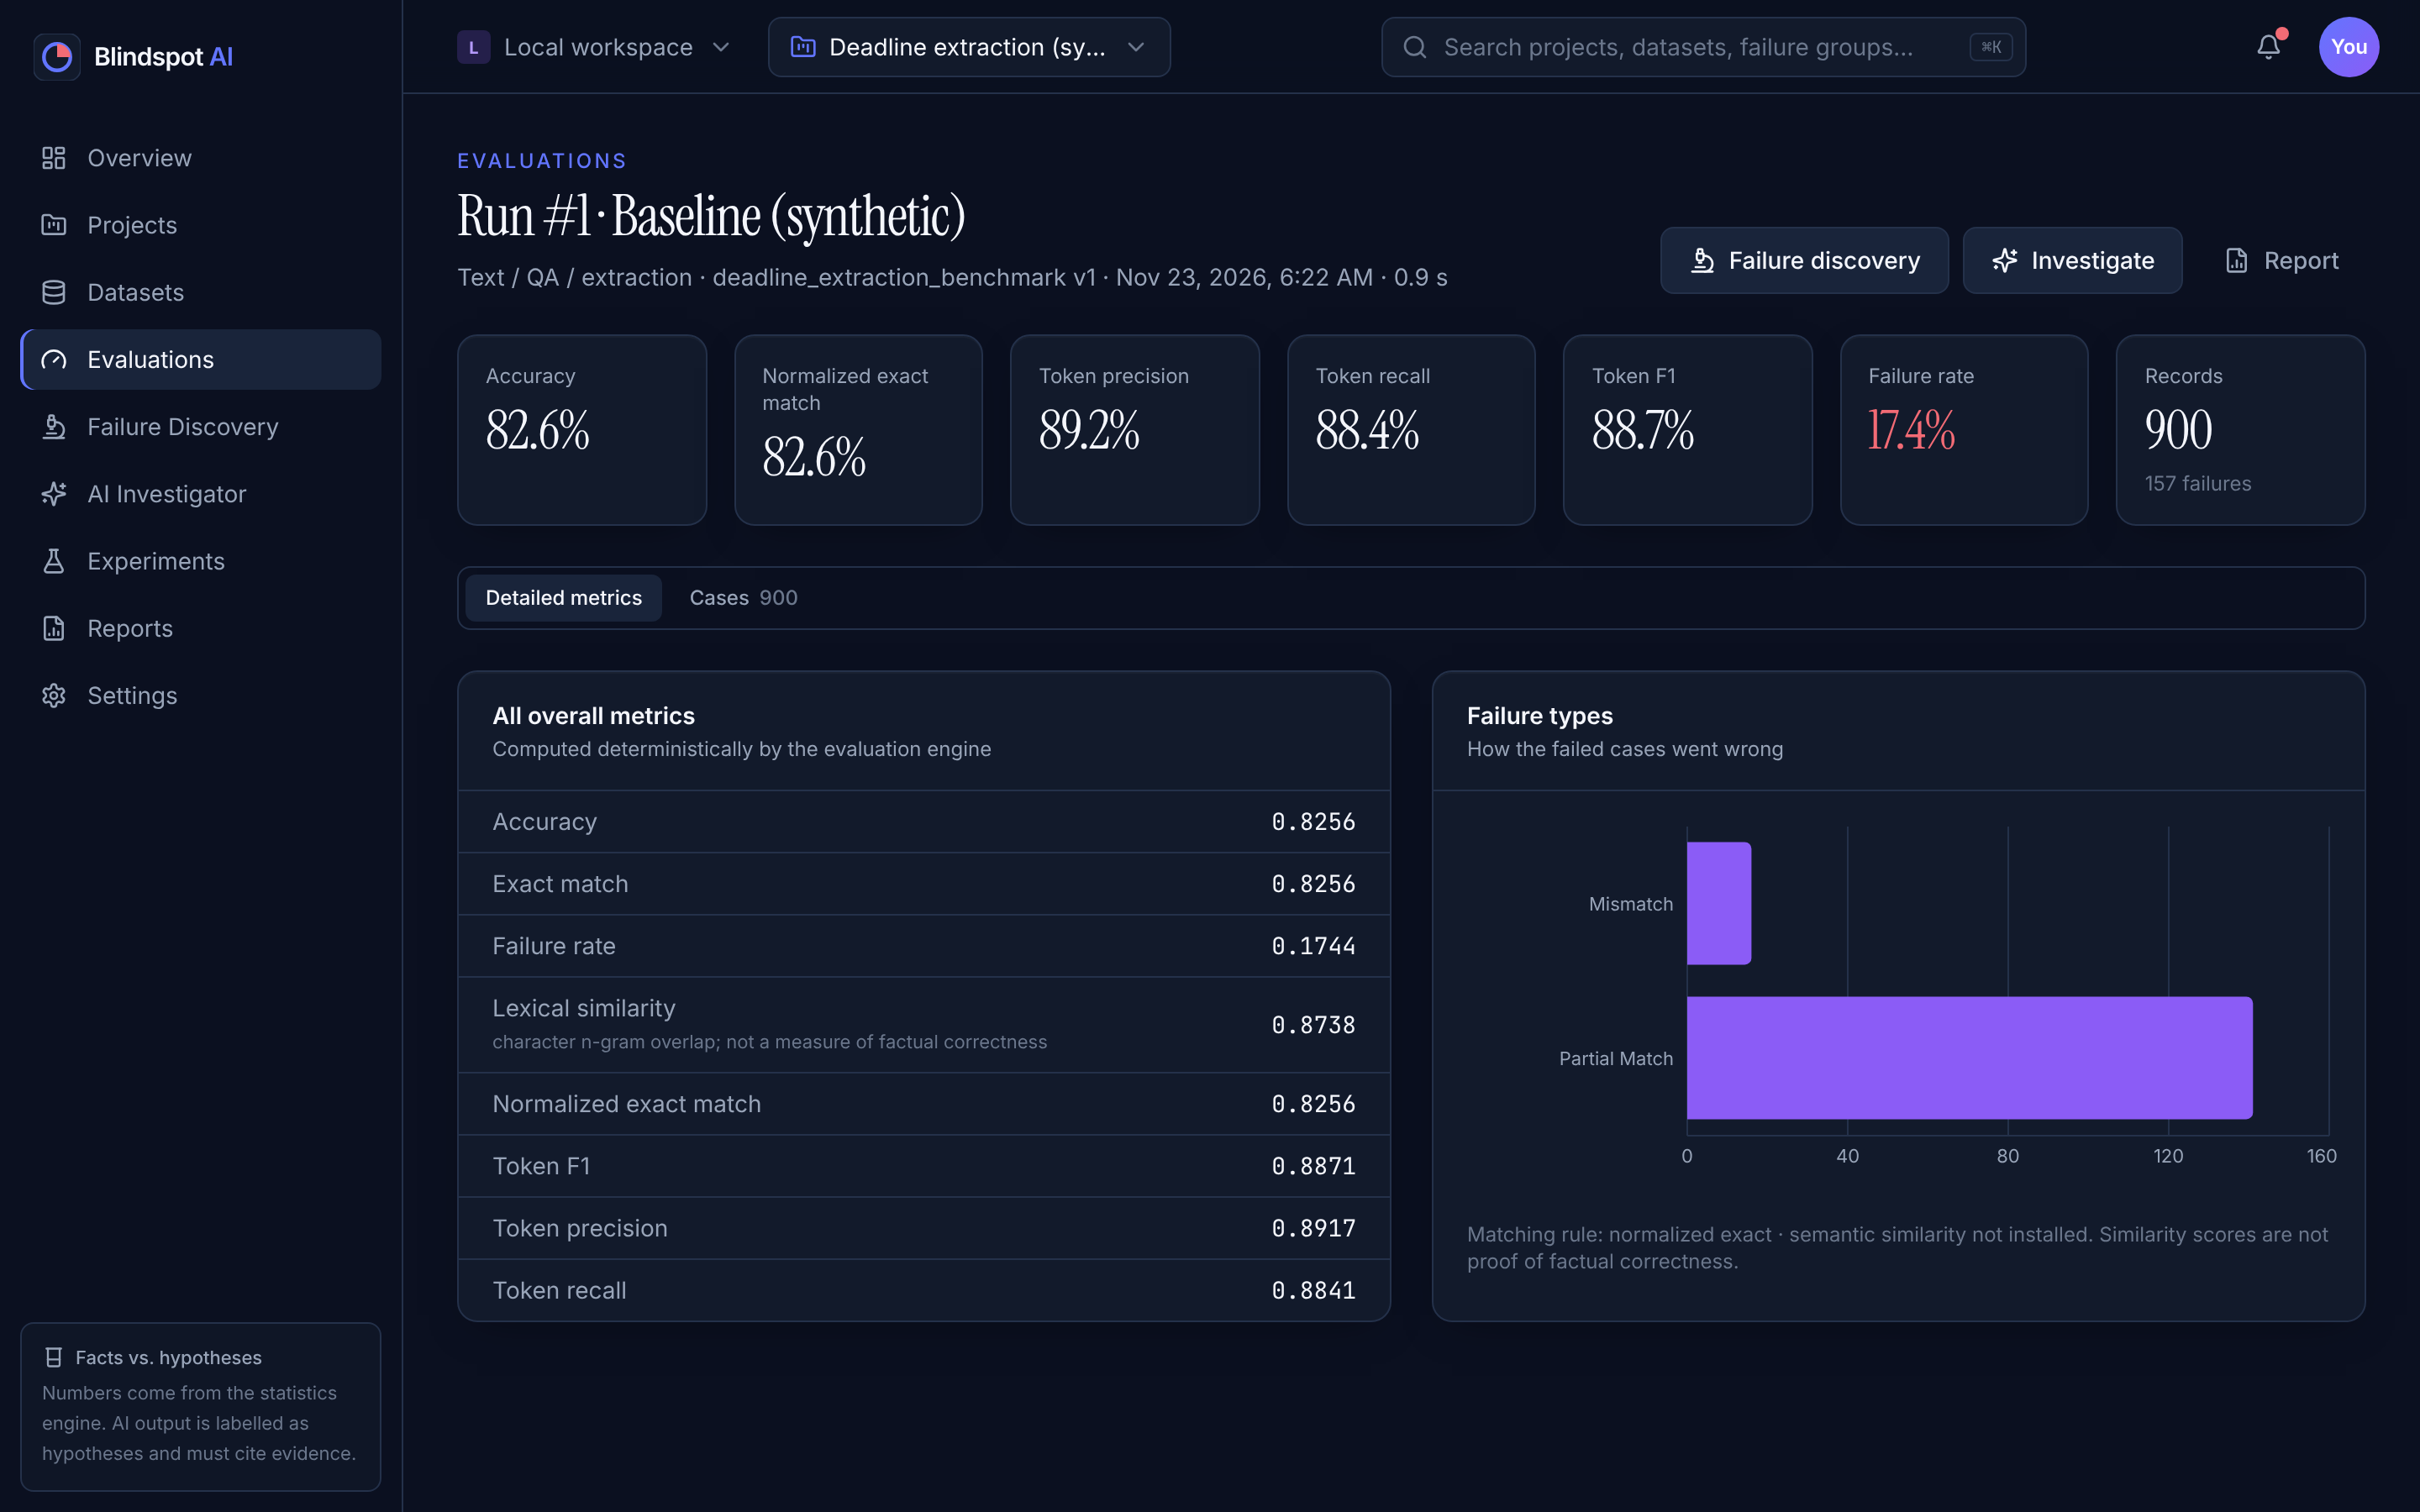 Blindspot AI
Overview
Projects
Datasets
Evaluations
Failure Discovery
AI Investigator
Experiments
Reports
Settings
Facts vs. hypotheses
Numbers come from the statistics
engine. AI output is labelled as
hypotheses and must cite evidence.
L Local workspace
Deadline extraction (sy...
Search projects, datasets, failure groups... ⌘K
You
EVALUATIONS
Run #1 · Baseline (synthetic)
Text / QA / extraction · deadline_extraction_benchmark v1 · Nov 23, 2026, 6:22 AM · 0.9 s
Failure discovery
Investigate
Report
Accuracy
82.6%
Normalized exact
match
82.6%
Token precision
89.2%
Token recall
88.4%
Token F1
88.7%
Failure rate
17.4%
Records
900
157 failures
Detailed metrics
Cases 900
All overall metrics
Computed deterministically by the evaluation engine
Accuracy 0.8256
Exact match 0.8256
Failure rate 0.1744
Lexical similarity 0.8738
character n-gram overlap; not a measure of factual correctness
Normalized exact match 0.8256
Token F1 0.8871
Token precision 0.8917
Token recall 0.8841
Failure types
How the failed cases went wrong
Mismatch
Partial Match
0 40 80 120 160
Matching rule: normalized exact · semantic similarity not installed. Similarity scores are not
proof of factual correctness.